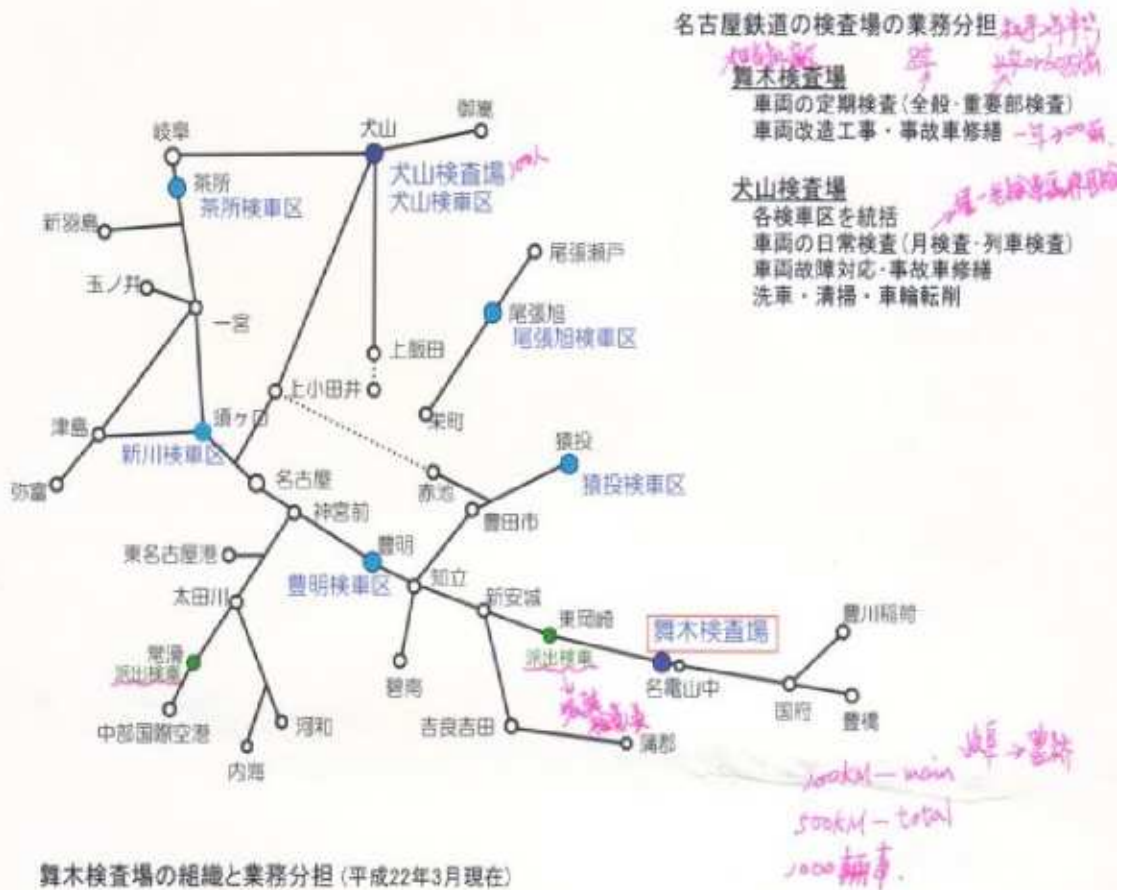 名古屋鉄道の検査場の業務分担
舞木検査場
車両の定期検査(全般・重要部検査)
車両改造工事・事故車修繕
犬山検査場
各検車区を統括
車両の日常検査(月検査・列車検査)
車両故障対応・事故車修繕
洗車・清掃・車輪転削
御嵩
犬山
岐阜
犬山検査場
犬山検車区
茶所
茶所検車区
新羽島
尾張瀬戸
玉ノ井
一宮
尾張旭
尾張旭検車区
上飯田
上小田井
栄町
須ヶ口
津島
新川検車区
猿投
猿投検車区
弥富
名古屋
赤池
豊田市
神宮前
東名古屋港
豊明
豊明検車区
知立
太田川
新安城
東岡崎
派出検車
舞木検査場
豊川稲荷
常滑
派出検車
碧南
名電山中
国府
豊橋
中部国際空港
河和
内海
吉良吉田
蒲郡
岐阜→豊橋
100KM-main
500KM-total
1000輛車
舞木検査場の組織と業務分担(平成22年3月現在)